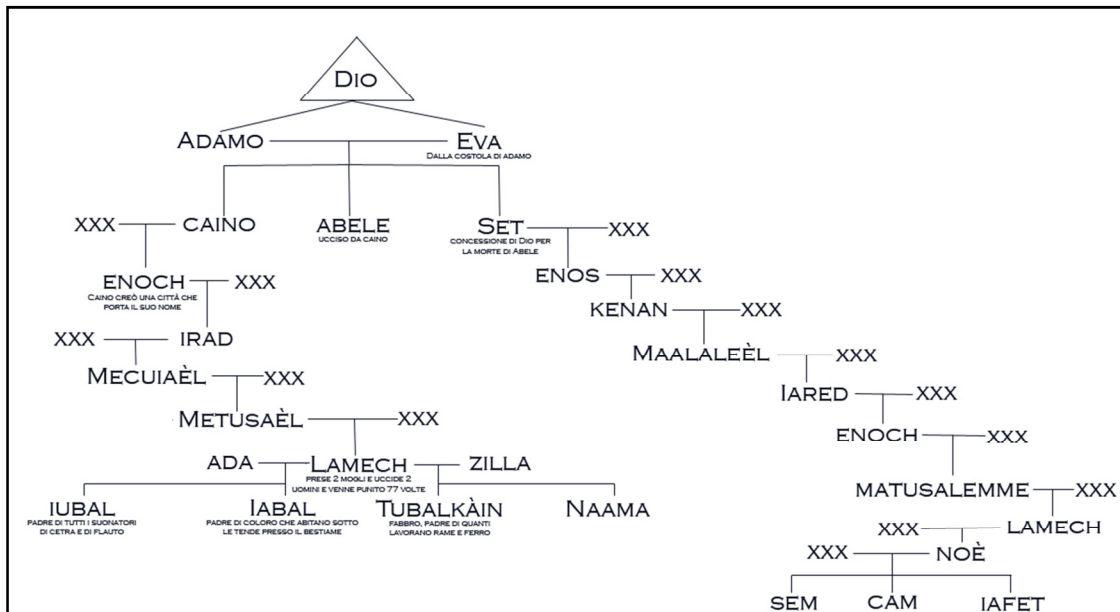 Dio
Adamo Eva
Dalla costola di Adamo
XXX CAINO ABELE Set XXX
ucciso da Caino concessione di Dio per
la morte di Abele
ENOCH XXX ENOS XXX
Caino creò una città che
porta il suo nome
KENAN XXX
XXX IRAD
Maalaleèl XXX
Mecuiaèl XXX
Iared XXX
Metusaèl XXX
ENOCH XXX
ADA Lamech ZILLA
prese 2 mogli e uccide 2
uomini e venne punito 77 volte
MATUSALEMME XXX
IUBAL Iabal Tubalkàin Naama
padre di tutti i suonatori padre di coloro che abitano sotto fabbro, padre di quanti
di cetra e di flauto le tende presso il bestiame lavorano rame e ferro
XXX LAMECH
XXX NOÈ
SEM CAM IAFET